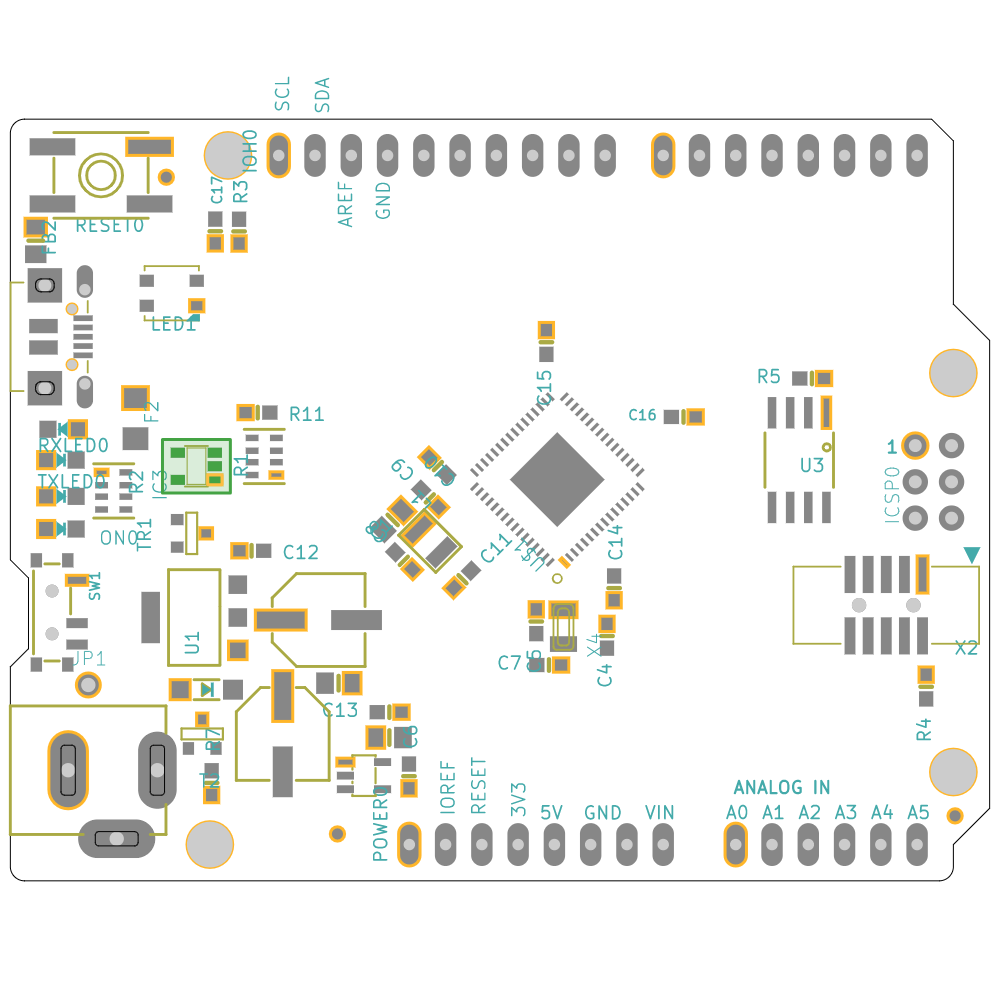 SCL
SDA
IOH0
AREF
GND
C17
R3
RESET0
FB2
LED1
C15
R5
C16
F2
R11
RXLED0
TXLED0
R2
IC3
R1
C9
U3
1
ICSP0
ON0
TR1
C12
C11
C14
SW1
U1
JP1
C7
X4
C4
X2
C13
R4
R7
C6
POWER0
IOREF
RESET
3V3
5V
GND
VIN
ANALOG IN
A0
A1
A2
A3
A4
A5